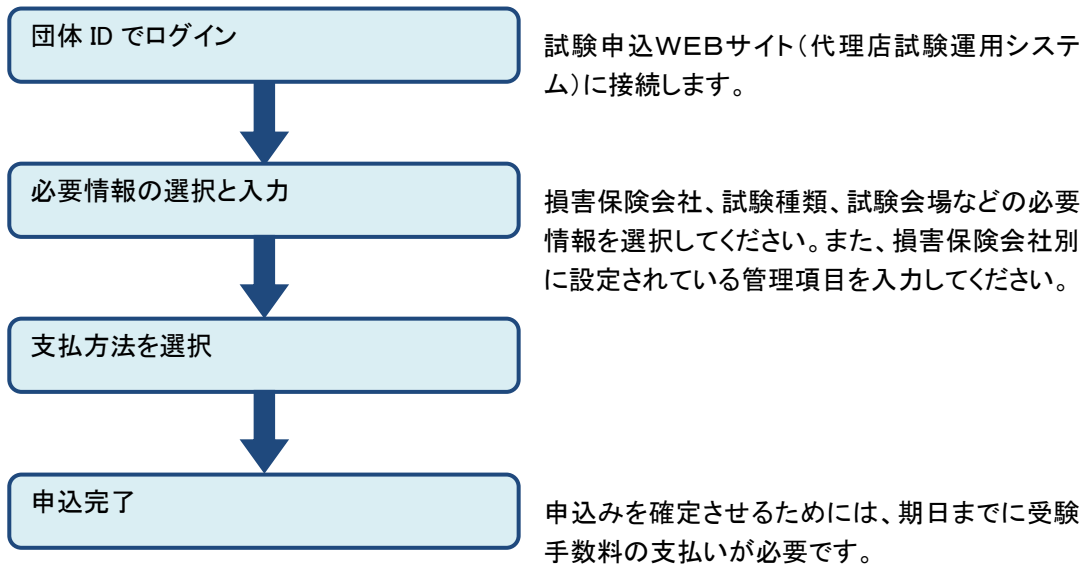 団体 ID でログイン
試験申込WEBサイト（代理店試験運用システ
ム）に接続します。
必要情報の選択と入力
損害保険会社、試験種類、試験会場などの必要
情報を選択してください。また、損害保険会社別
に設定されている管理項目を入力してください。
支払方法を選択
申込完了
申込みを確定させるためには、期日までに受験
手数料の支払いが必要です。